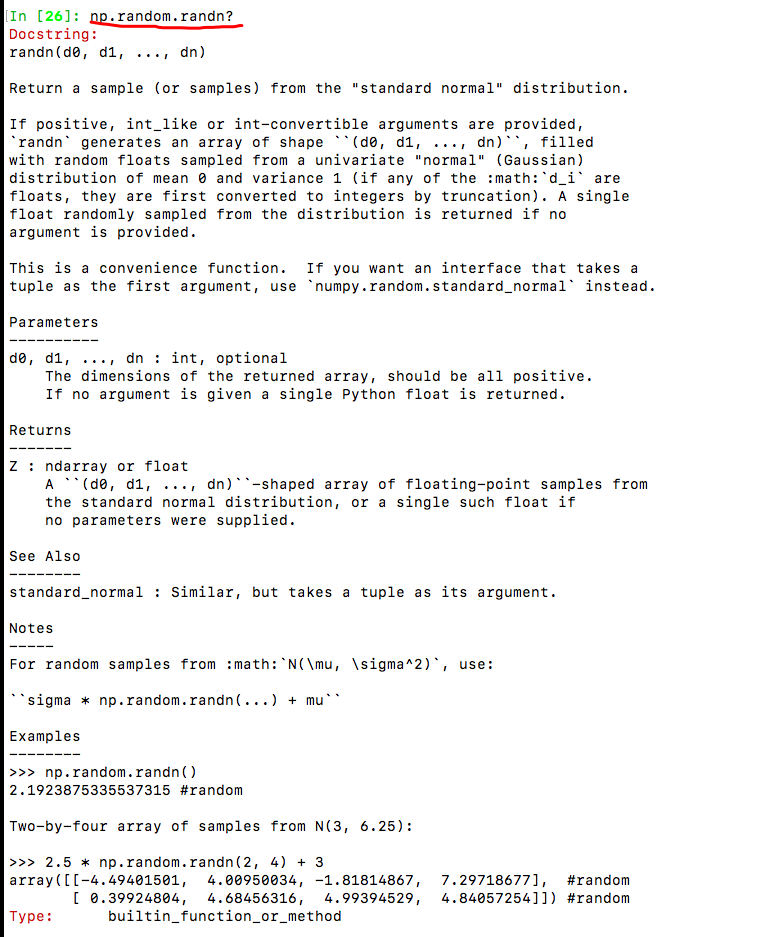 In [26]: np.random.randn?
Docstring:
randn(d0, d1, ..., dn)
Return a sample (or samples) from the "standard normal" distribution.
If positive, int_like or int-convertible arguments are provided,
`randn` generates an array of shape ``(d0, d1, ..., dn)``, filled
with random floats sampled from a univariate "normal" (Gaussian)
distribution of mean 0 and variance 1 (if any of the :math:`d_i` are
floats, they are first converted to integers by truncation). A single
float randomly sampled from the distribution is returned if no
argument is provided.
This is a convenience function.  If you want an interface that takes a
tuple as the first argument, use `numpy.random.standard_normal` instead.
Parameters
----------
d0, d1, ..., dn : int, optional
    The dimensions of the returned array, should be all positive.
    If no argument is given a single Python float is returned.
Returns
-------
Z : ndarray or float
    A ``(d0, d1, ..., dn)``-shaped array of floating-point samples from
    the standard normal distribution, or a single such float if
    no parameters were supplied.
See Also
--------
standard_normal : Similar, but takes a tuple as its argument.
Notes
-----
For random samples from :math:`N(\mu, \sigma^2)`, use:
``sigma * np.random.randn(...) + mu``
Examples
--------
>>> np.random.randn()
2.1923875335537315 #random
Two-by-four array of samples from N(3, 6.25):
>>> 2.5 * np.random.randn(2, 4) + 3
array([[-4.49401501,  4.00950034, -1.81814867,  7.29718677],  #random
       [ 0.39924804,  4.68456316,  4.99394529,  4.84057254]]) #random
Type:      builtin_function_or_method